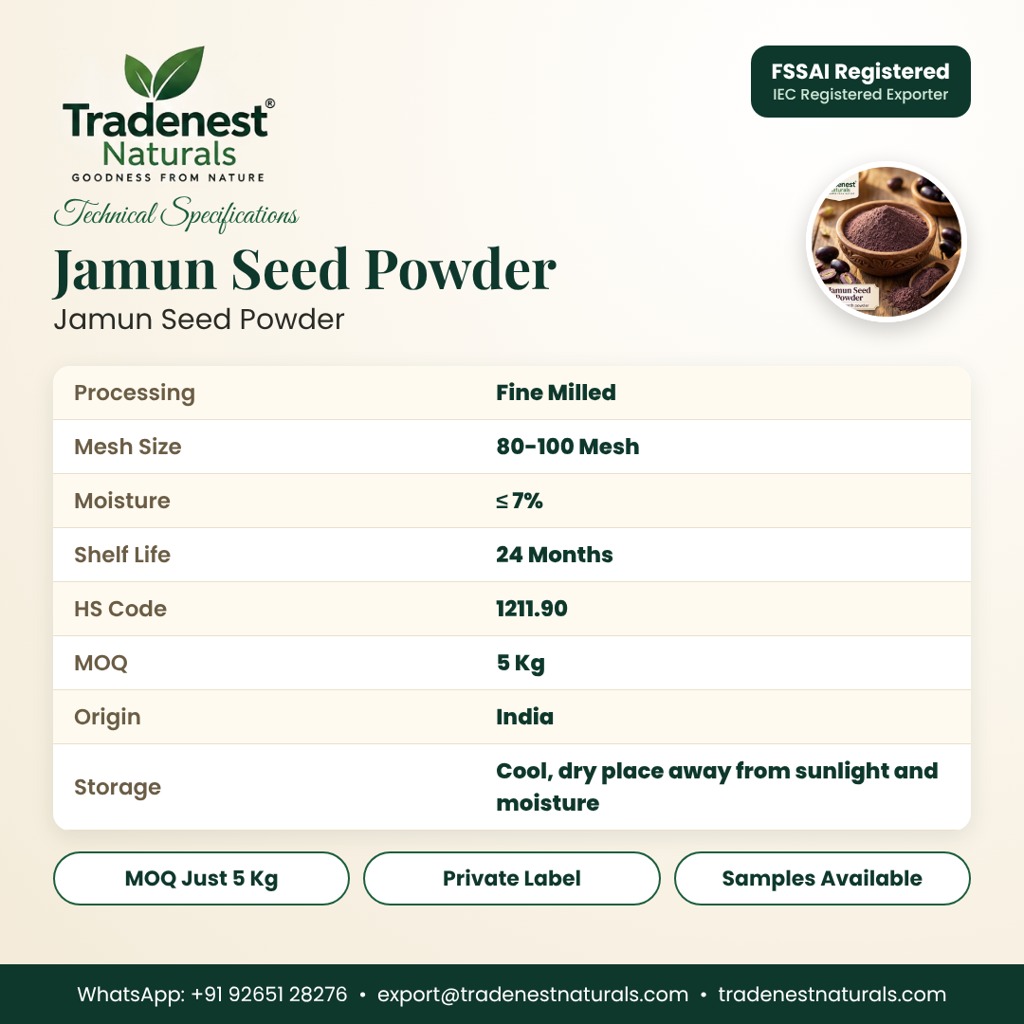 Tradenest®
Naturals
GOODNESS FROM NATURE
FSSAI Registered
IEC Registered Exporter
Technical Specifications
Jamun Seed Powder
Jamun Seed Powder
Jamun Seed
Powder
Processing Fine Milled
Mesh Size 80-100 Mesh
Moisture ≤ 7%
Shelf Life 24 Months
HS Code 1211.90
MOQ 5 Kg
Origin India
Storage Cool, dry place away from sunlight and
moisture
MOQ Just 5 Kg
Private Label
Samples Available
WhatsApp: +91 92651 28276 • export@tradenestnaturals.com • tradenestnaturals.com